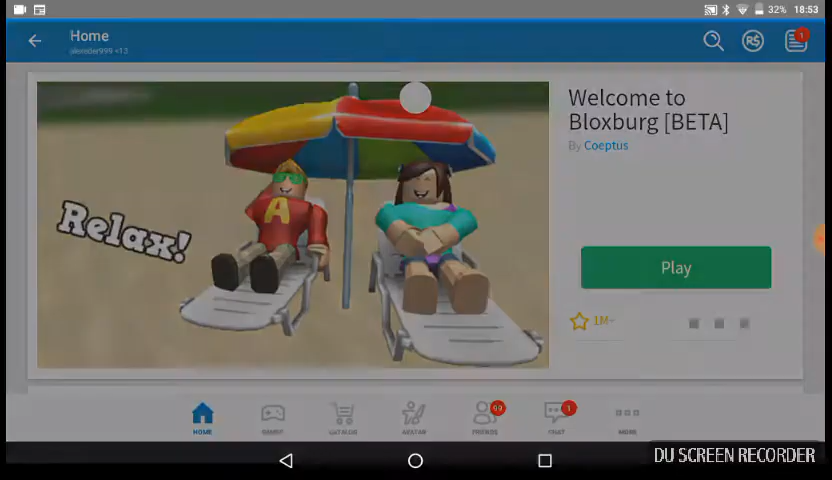 32% 18:53
Home
R$
1
Welcome to
Bloxburg [BETA]
By Coeptus
Relax!
A
Play
1M+
99
1
HOME
GAMES
CATALOG
AVATAR
FRIENDS
CHAT
MORE
DU SCREEN RECORDER